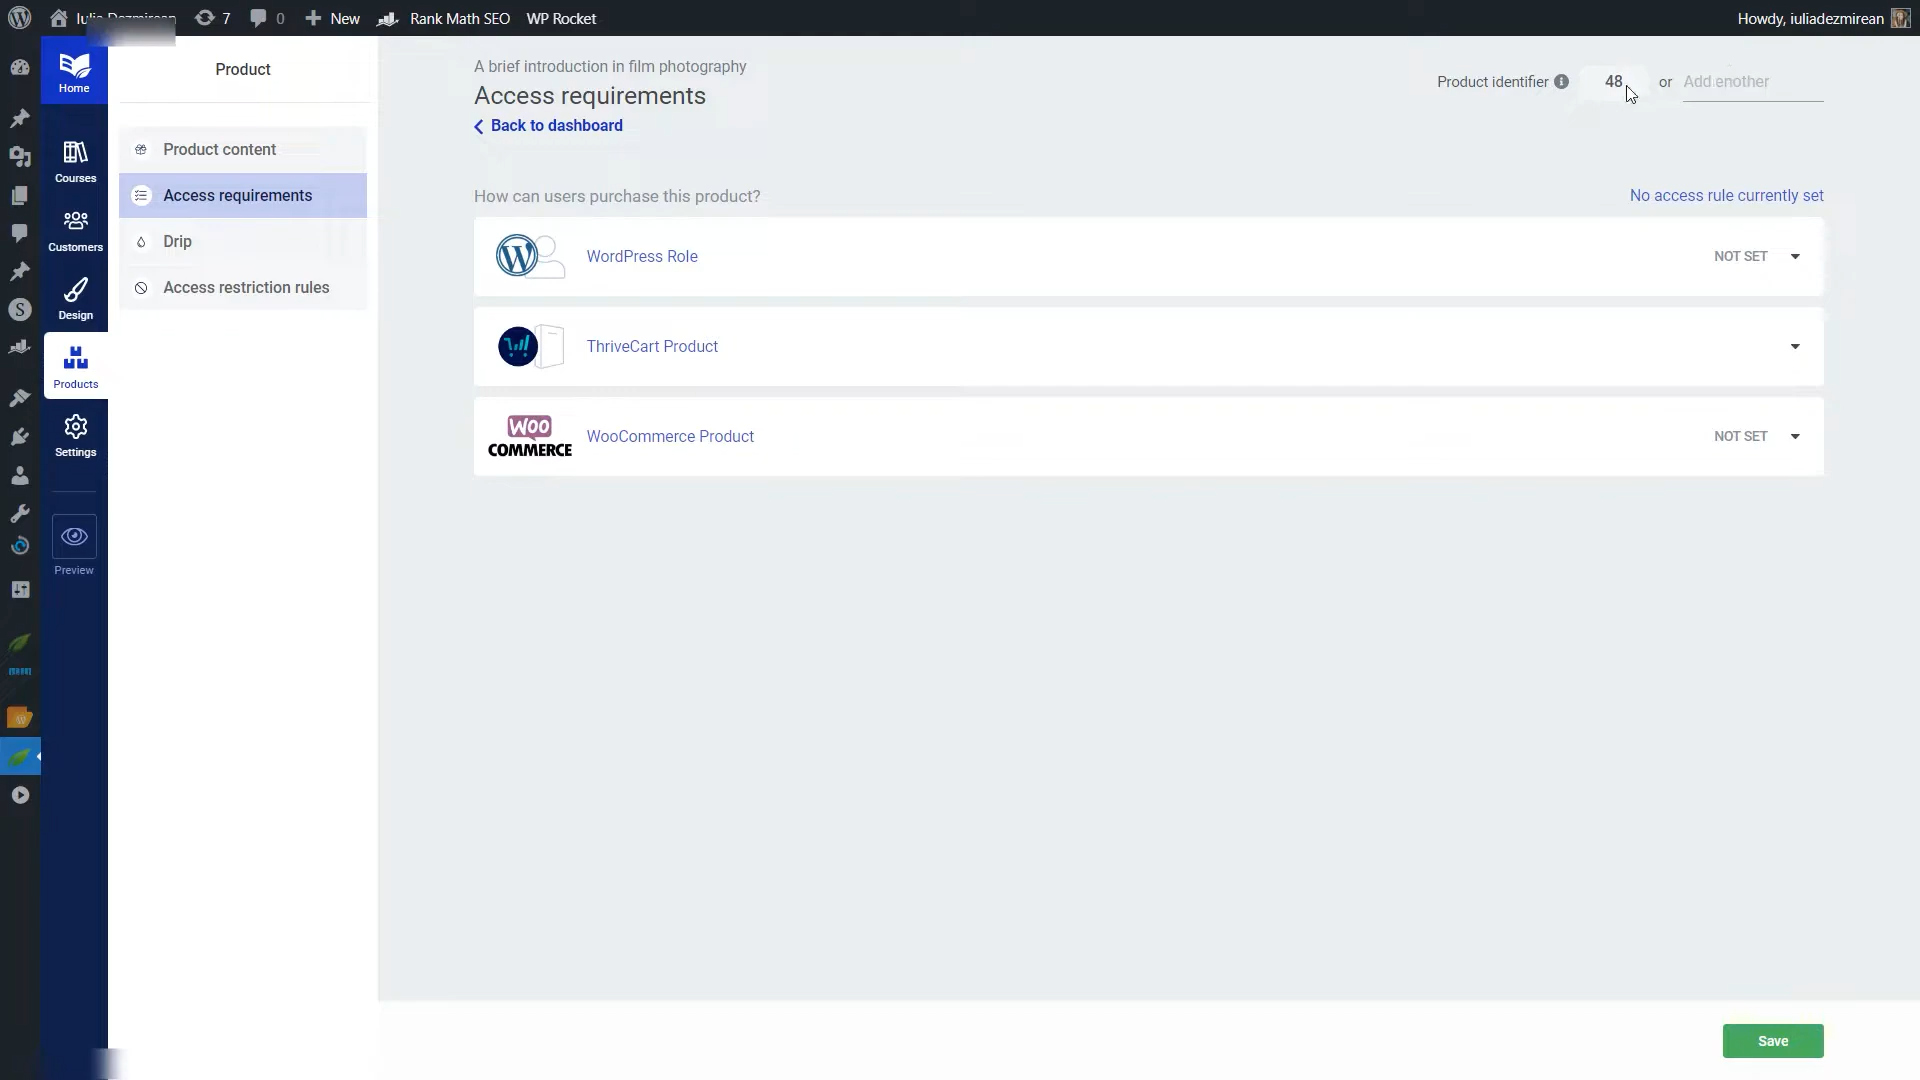 7
0
New
Rank Math SEO
WP Rocket
Howdy, iuliadezmirean
Home
Courses
Customers
Design
Products
Settings
Preview
Product
Product content
Access requirements
Drip
Access restriction rules
A brief introduction in film photography
Access requirements
Back to dashboard
Product identifier
48
or
Add enother
How can users purchase this product?
No access rule currently set
WordPress Role
NOT SET
ThriveCart Product
WOO
COMMERCE
WooCommerce Product
NOT SET
Save